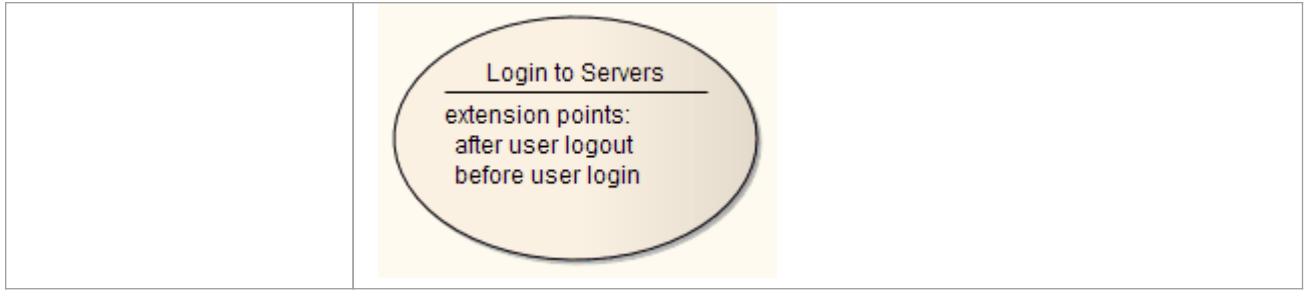 Login to Servers
extension points:
after user logout
before user login